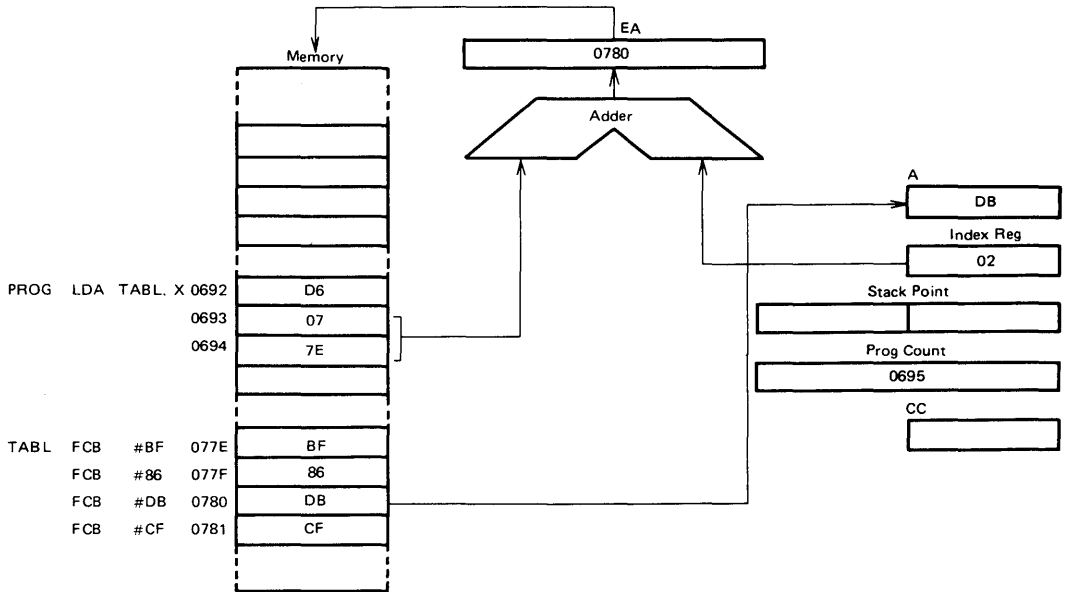 EA
0780
Memory
Adder
A
DB
Index Reg
02
Stack Point
Prog Count
0695
CC
PROG LDA TABL, X 0692 D6
0693 07
0694 7E
TABL FCB #BF 077E BF
FCB #86 077F 86
FCB #DB 0780 DB
FCB #CF 0781 CF